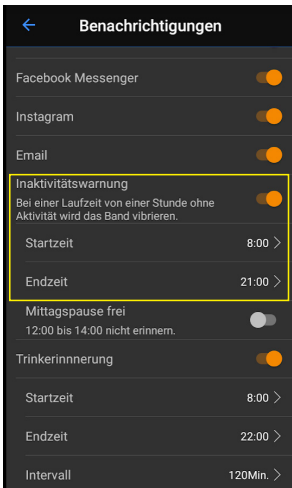 Benachrichtigungen
Facebook Messenger
Instagram
Email
Inaktivitätswarnung
Bei einer Laufzeit von einer Stunde ohne
Aktivität wird das Band vibrieren.
Startzeit 8:00
Endzeit 21:00
Mittagspause frei
12:00 bis 14:00 nicht erinnern.
Trinkerinnnerung
Startzeit 8:00
Endzeit 22:00
Intervall 120Min.